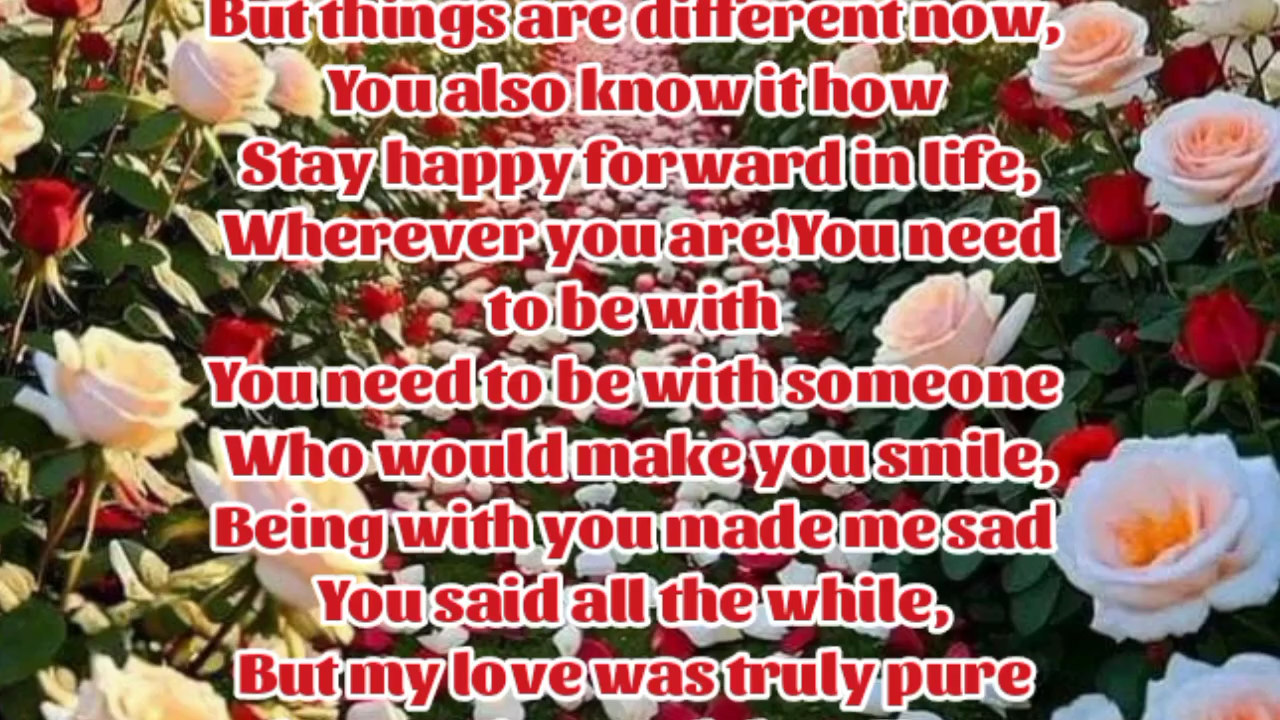 But things are different now,
You also know it how
Stay happy forward in life,
Wherever you are!You need
to be with
You need to be with someone
Who would make you smile,
Being with you made me sad
You said all the while,
But my love was truly pure